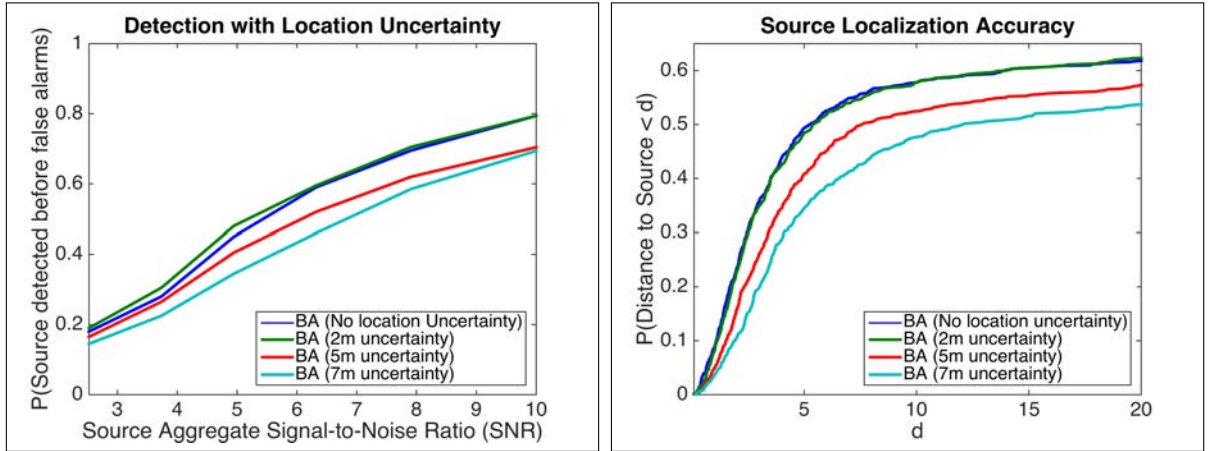 Detection with Location Uncertainty
P(Source detected before false alarms)
1
0.8
0.6
0.4
0.2
0
BA (No location Uncertainty)
BA (2m uncertainty)
BA (5m uncertainty)
BA (7m uncertainty)
3 4 5 6 7 8 9 10
Source Aggregate Signal-to-Noise Ratio (SNR)
Source Localization Accuracy
P(Distance to Source < d)
0.6
0.5
0.4
0.3
0.2
0.1
0
BA (No location Uncertainty)
BA (2m uncertainty)
BA (5m uncertainty)
BA (7m uncertainty)
5 10 15 20
d